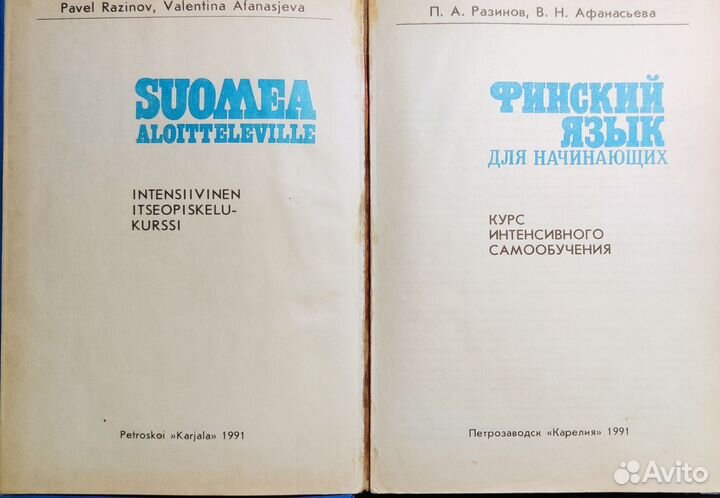 Pavel Razinov, Valentina Afanasjeva
SUOMEA
ALOITTELEVILLE
INTENSIIVINEN
ITSEOPISKELU-
KURSSI
Petroskoi »Karjala» 1991
П. А. Разинов, В. Н. Афанасьева
ФИНСКИЙ
ЯЗЫК
ДЛЯ НАЧИНАЮЩИХ
КУРС
ИНТЕНСИВНОГО
САМООБУЧЕНИЯ
Петрозаводск «Карелия» 1991
Avito